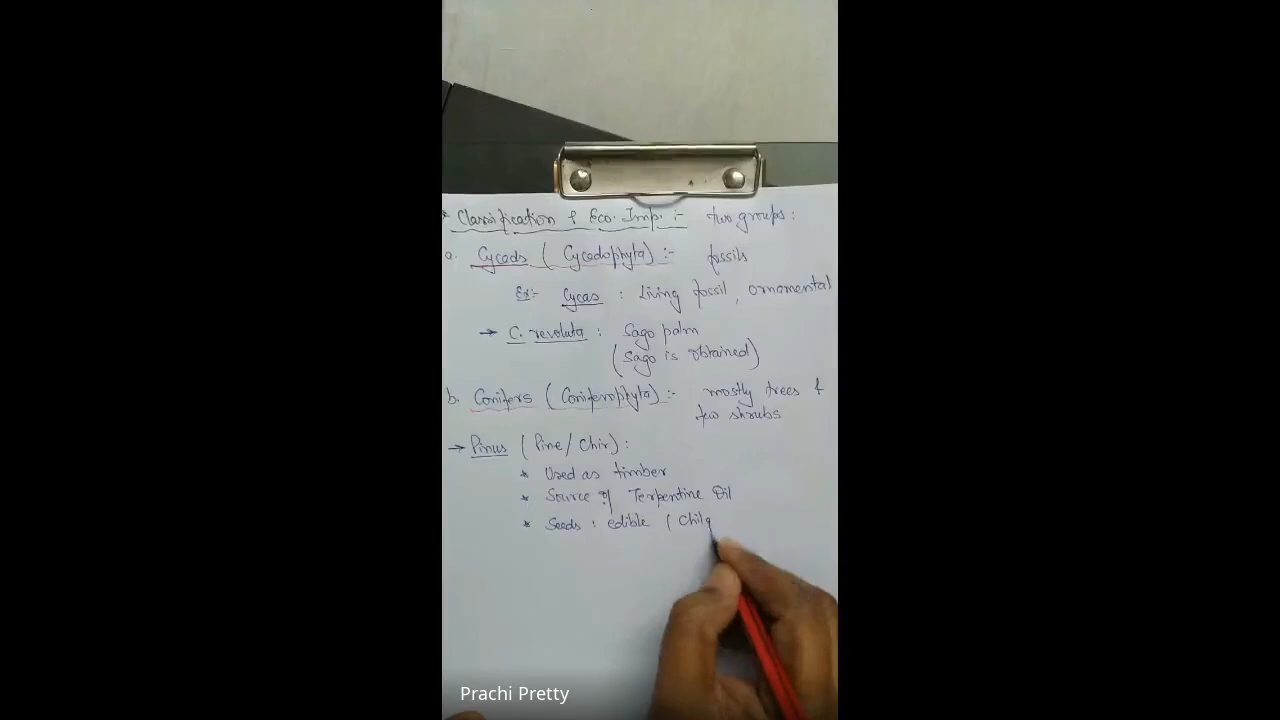 * Classification & Eco. Imp. :- two groups :
a. Cycads ( Cycadophyta ) :- fossils
Ex:- Cycas : Living fossil, ornamental
→ C. revoluta : Sago palm
(Sago is obtained)
b. Conifers ( Coniferophyta ) :- mostly trees &
few shrubs
→ Pinus ( Pine / Chir ) :
* Used as timber
* Source of Terpentine Oil
* Seeds : edible ( Chilg
Prachi Pretty